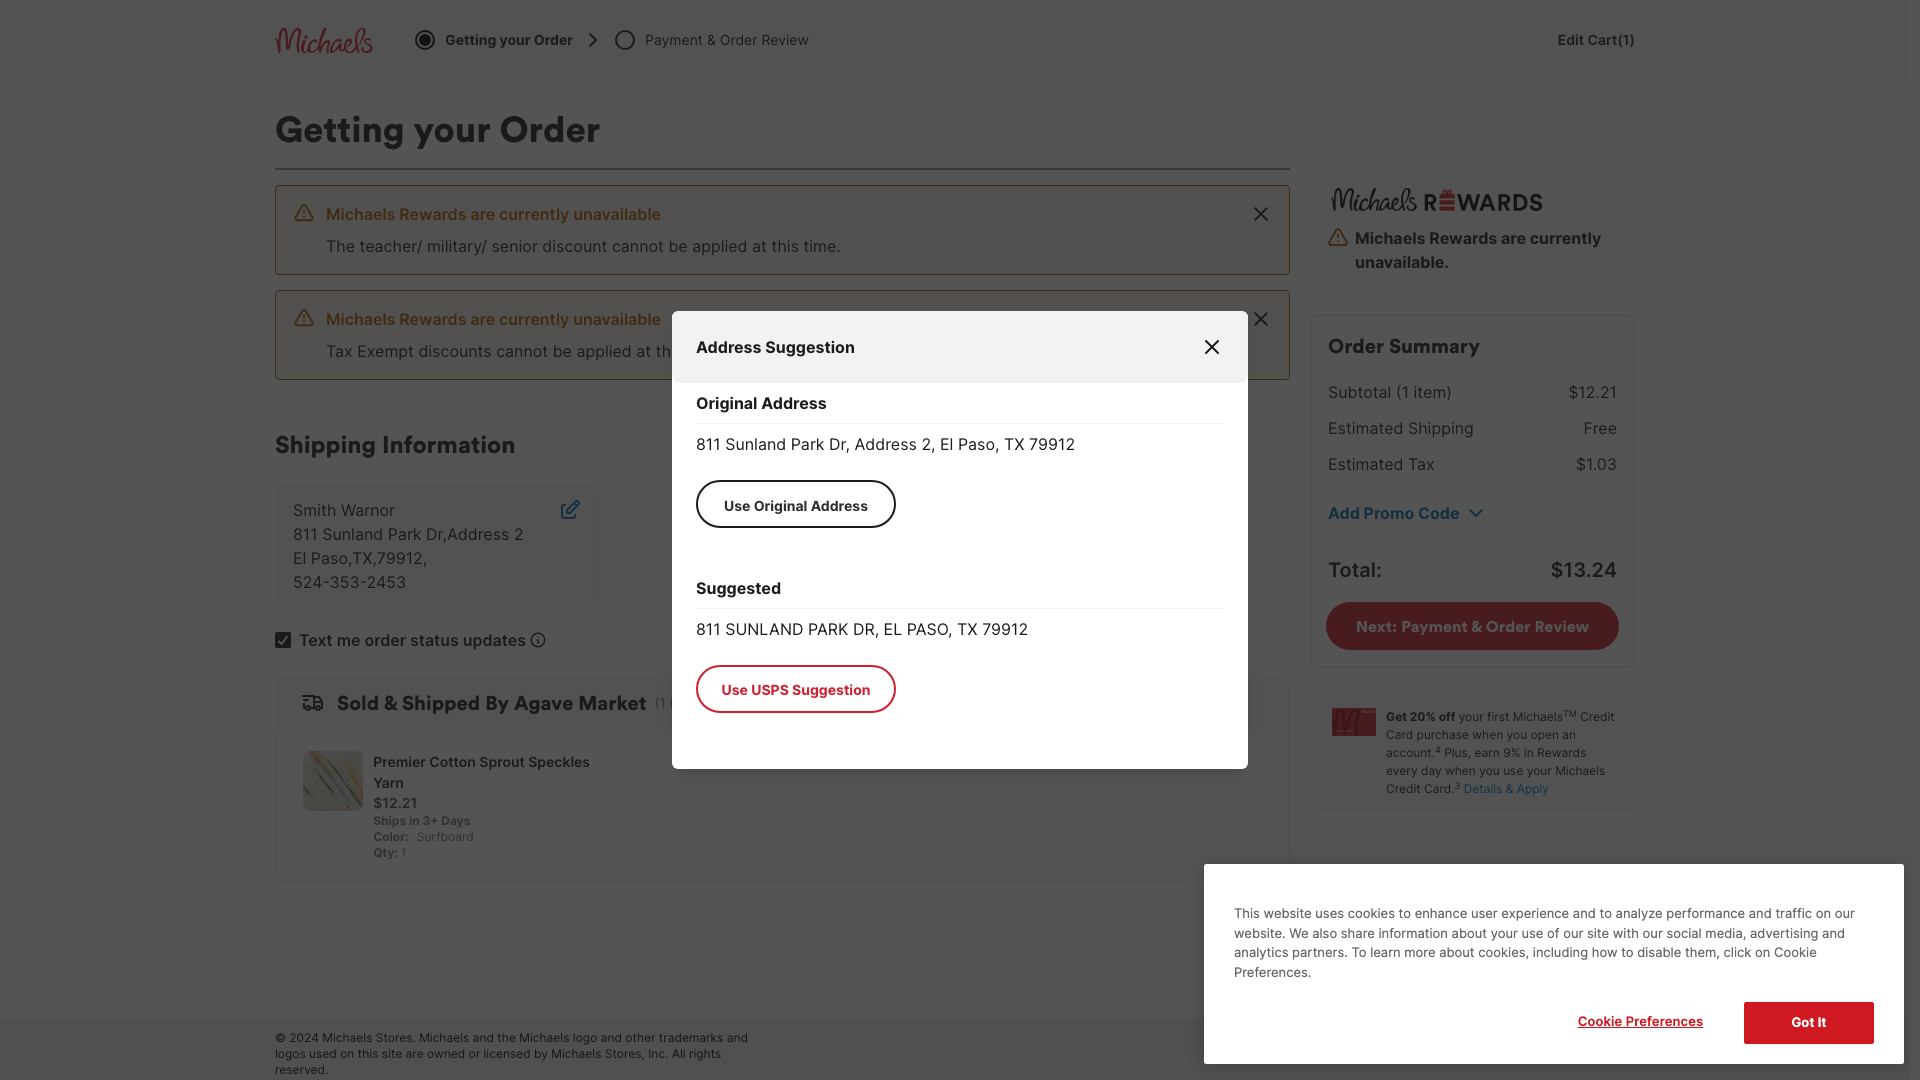 Michaels
Getting your Order
Payment & Order Review
Edit Cart(1)
Getting your Order
Michaels Rewards are currently unavailable
The teacher/ military/ senior discount cannot be applied at this time.
Michaels Rewards are currently unavailable
Tax Exempt discounts cannot be applied at
Shipping Information
Smith Warnor
811 Sunland Park Dr,Address 2
El Paso,TX,79912,
524-353-2453
Text me order status updates
Sold & Shipped By Agave Market
Premier Cotton Sprout Speckles
Yarn
$12.21
Ships in 3+ Days
Color: Surfboard
Qty: 1
Address Suggestion
Original Address
811 Sunland Park Dr, Address 2, El Paso, TX 79912
Use Original Address
Suggested
811 SUNLAND PARK DR, EL PASO, TX 79912
Use USPS Suggestion
Michaels REWARDS
Michaels Rewards are currently
unavailable.
Order Summary
Subtotal (1 item) $12.21
Estimated Shipping Free
Estimated Tax $1.03
Add Promo Code
Total: $13.24
Next: Payment & Order Review
Get 20% off your first Michaels™ Credit
Card purchase when you open an
account.⁴ Plus, earn 9% in Rewards
every day when you use your Michaels
Credit Card.³ Details & Apply
This website uses cookies to enhance user experience and to analyze performance and traffic on our
website. We also share information about your use of our site with our social media, advertising and
analytics partners. To learn more about cookies, including how to disable them, click on Cookie
Preferences.
Cookie Preferences
Got It
© 2024 Michaels Stores. Michaels and the Michaels logo and other trademarks and
logos used on this site are owned or licensed by Michaels Stores, Inc. All rights
reserved.